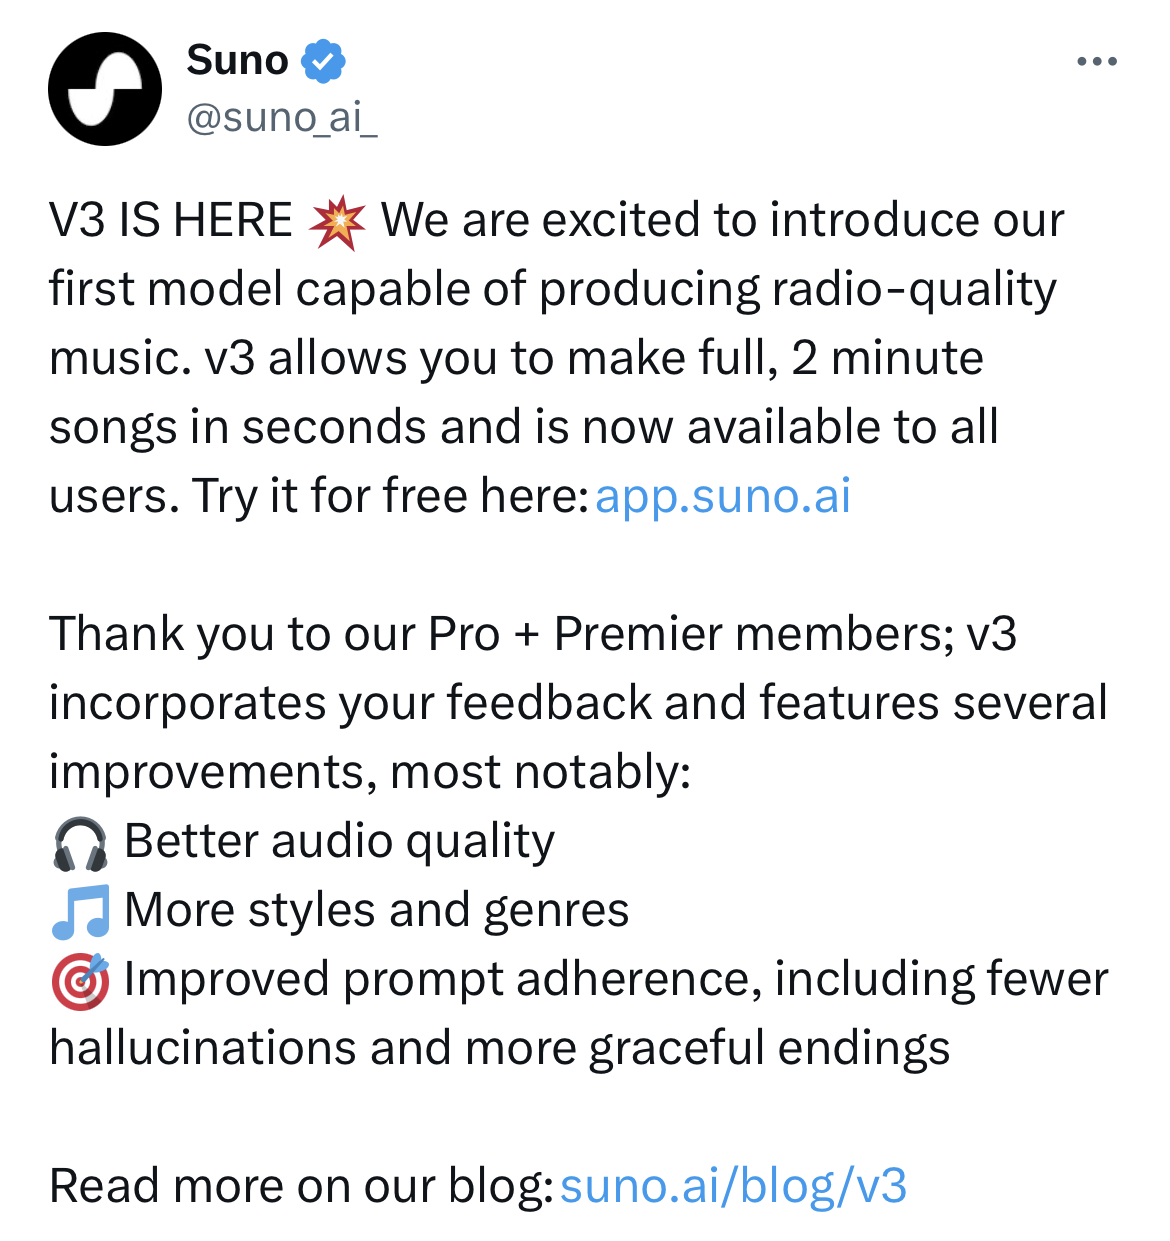 Suno
@suno_ai_
V3 IS HERE 💥 We are excited to introduce our
first model capable of producing radio-quality
music. v3 allows you to make full, 2 minute
songs in seconds and is now available to all
users. Try it for free here: app.suno.ai
Thank you to our Pro + Premier members; v3
incorporates your feedback and features several
improvements, most notably:
🎧 Better audio quality
🎵 More styles and genres
🎯 Improved prompt adherence, including fewer
hallucinations and more graceful endings
Read more on our blog: suno.ai/blog/v3